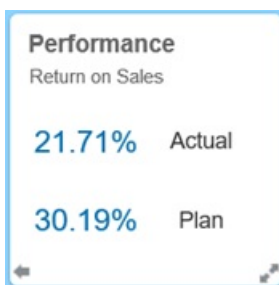 Performance
Return on Sales
21.71% Actual
30.19% Plan